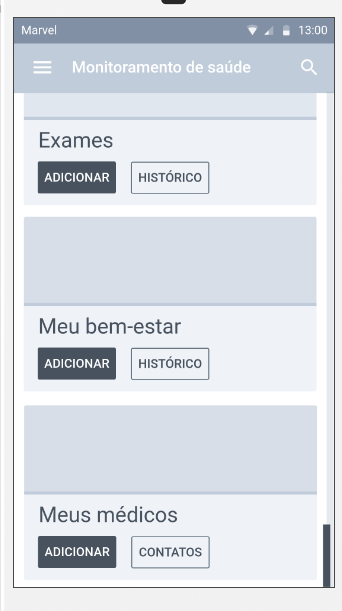 Marvel 13:00
Monitoramento de saúde
Exames
ADICIONAR HISTÓRICO
Meu bem-estar
ADICIONAR HISTÓRICO
Meus médicos
ADICIONAR CONTATOS